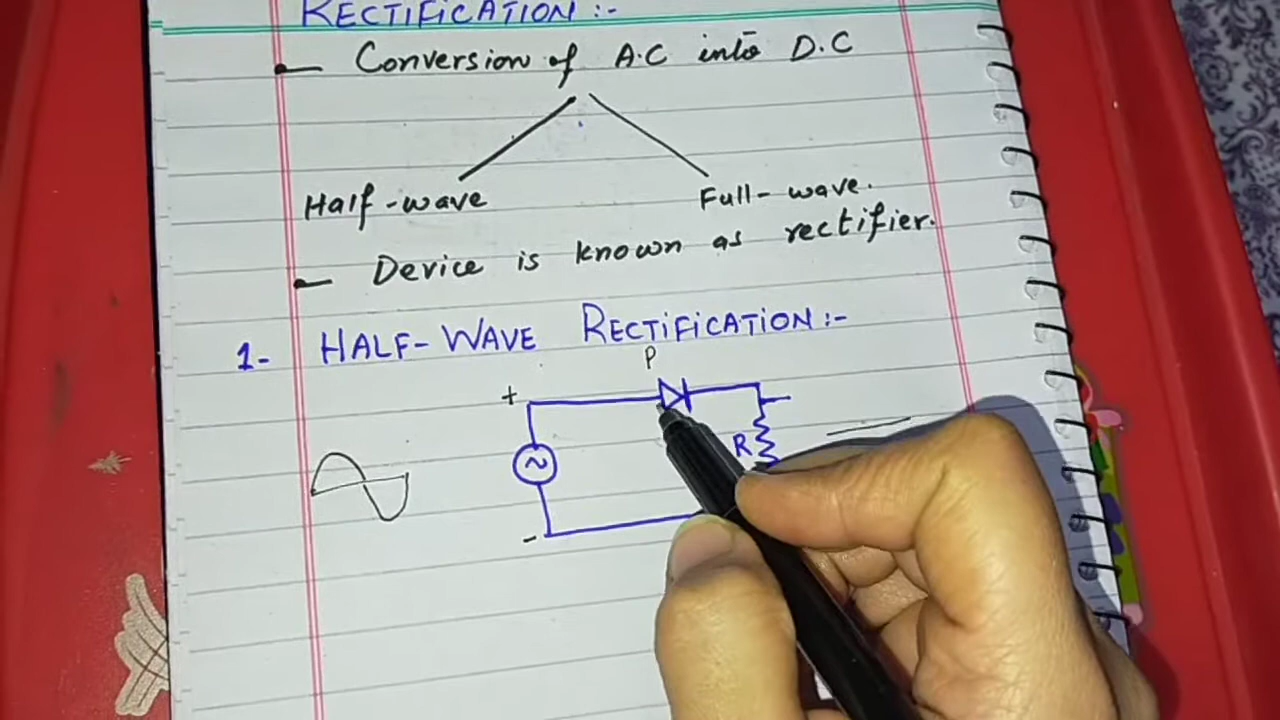 RECTIFICATION :-
Conversion of A.C into D.C
Half-wave Full-wave.
Device is known as rectifier.
1- HALF-WAVE RECTIFICATION :-
P
+
~
R
-